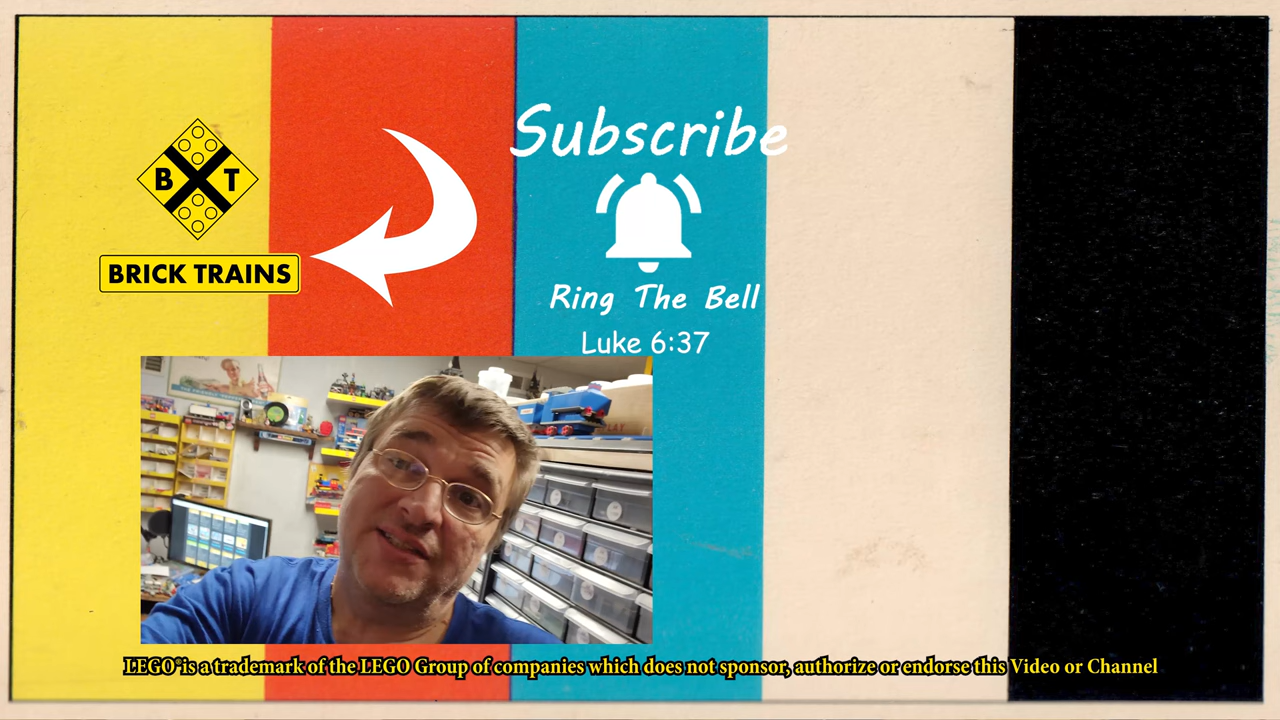 Subscribe
B T
BRICK TRAINS
Ring The Bell
Luke 6:37
LEGO® is a trademark of the LEGO Group of companies which does not sponsor, authorize or endorse this Video or Channel